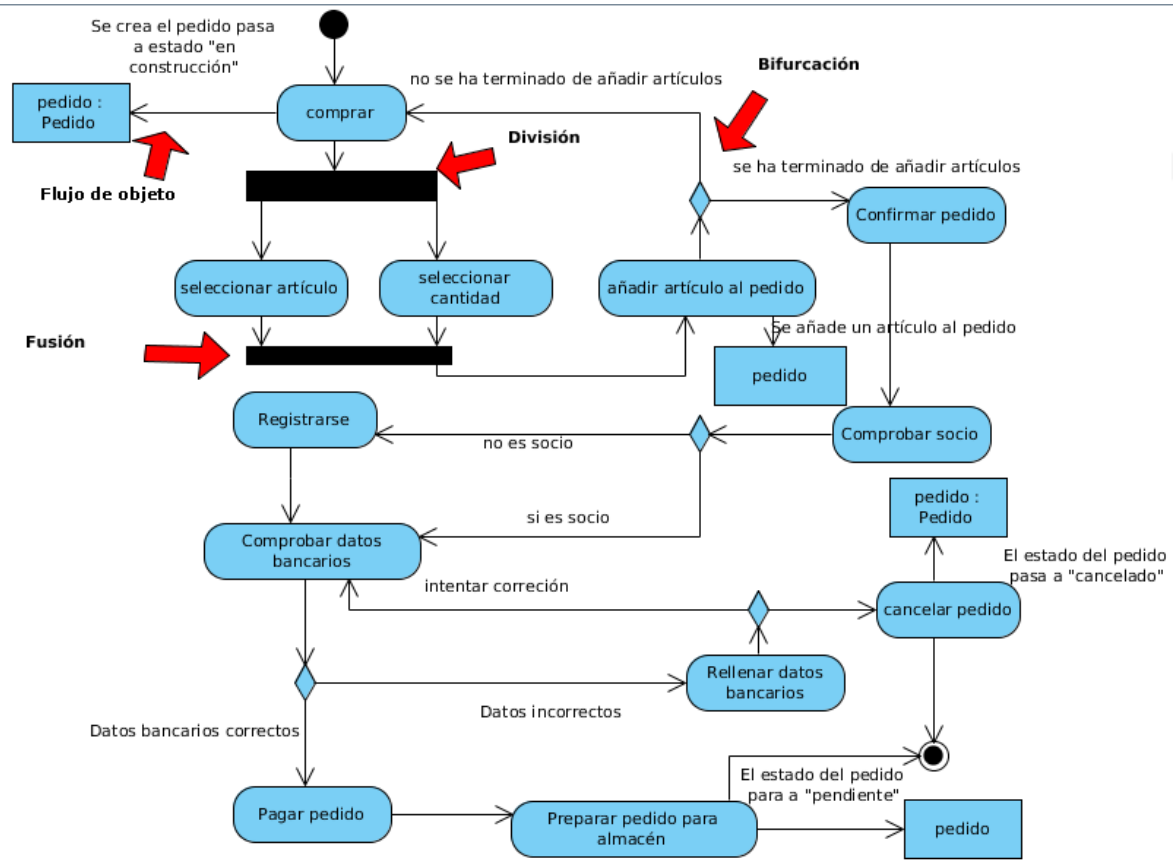 Se crea el pedido pasa
a estado "en
construcción"
no se ha terminado de añadir artículos
Bifurcación
pedido :
Pedido
comprar
División
se ha terminado de añadir artículos
Flujo de objeto
Confirmar pedido
seleccionar artículo
seleccionar
cantidad
añadir artículo al pedido
Se añade un artículo al pedido
Fusión
pedido
Registrarse
no es socio
Comprobar socio
pedido :
Pedido
si es socio
Comprobar datos
bancarios
El estado del pedido
pasa a "cancelado"
intentar correción
cancelar pedido
Rellenar datos
bancarios
Datos incorrectos
Datos bancarios correctos
El estado del pedido
para a "pendiente"
Pagar pedido
Preparar pedido para
almacén
pedido